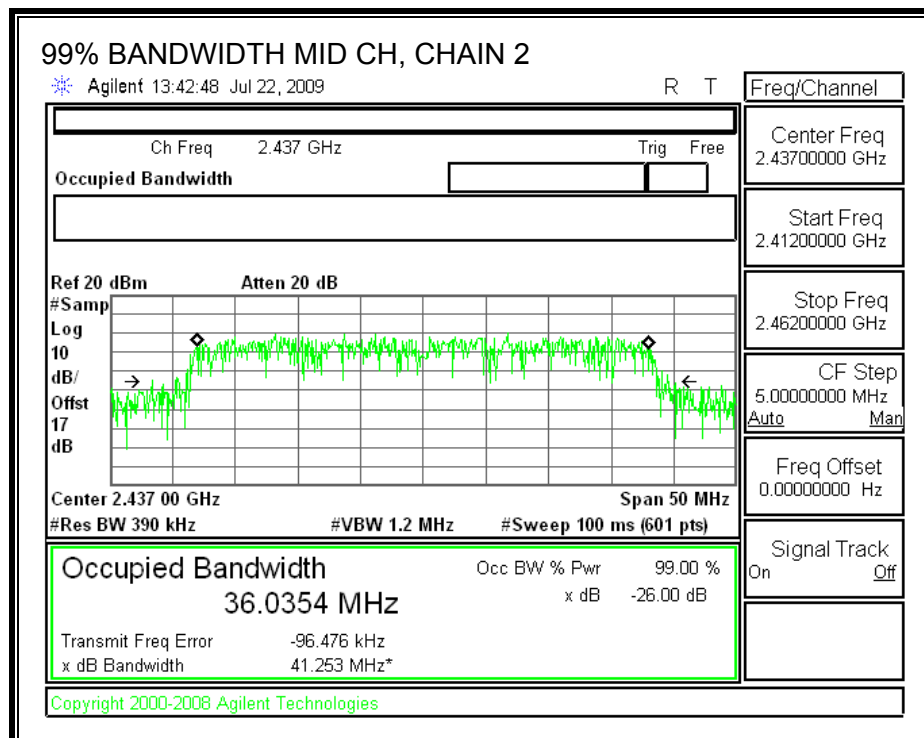 99% BANDWIDTH MID CH, CHAIN 2
Agilent 13:42:48 Jul 22, 2009 R T
Ch Freq 2.437 GHz Trig Free
Occupied Bandwidth
Ref 20 dBm Atten 20 dB
#Samp
Log
10
dB/
Offst
17
dB
Center 2.437 00 GHz Span 50 MHz
#Res BW 390 kHz #VBW 1.2 MHz #Sweep 100 ms (601 pts)
Occupied Bandwidth Occ BW % Pwr 99.00 %
36.0354 MHz x dB -26.00 dB
Transmit Freq Error -96.476 kHz
x dB Bandwidth 41.253 MHz*
Copyright 2000-2008 Agilent Technologies
Freq/Channel
Center Freq
2.43700000 GHz
Start Freq
2.41200000 GHz
Stop Freq
2.46200000 GHz
CF Step
5.00000000 MHz
Auto Man
Freq Offset
0.00000000 Hz
Signal Track
On Off